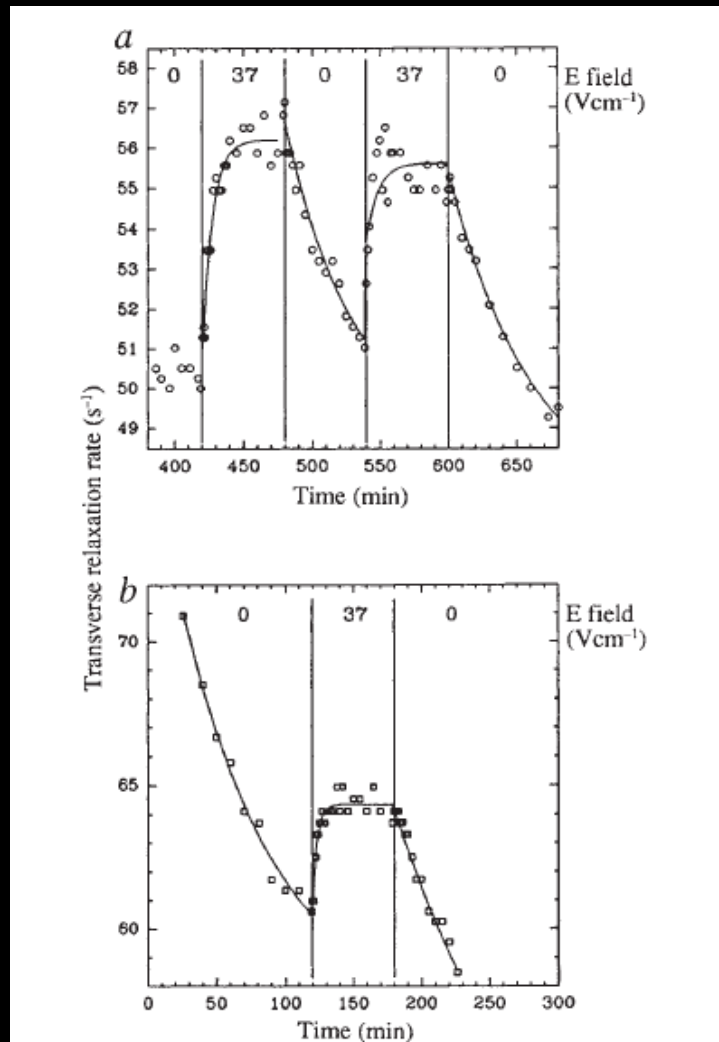 a
0 37 0 37 0 E field
(Vcm⁻¹)
58
57
56
55
54
53
52
51
50
49
400 450 500 550 600 650
Time (min)
Transverse relaxation rate (s⁻¹)
b
0 37 0 E field
(Vcm⁻¹)
70
65
60
0 50 100 150 200 250 300
Time (min)